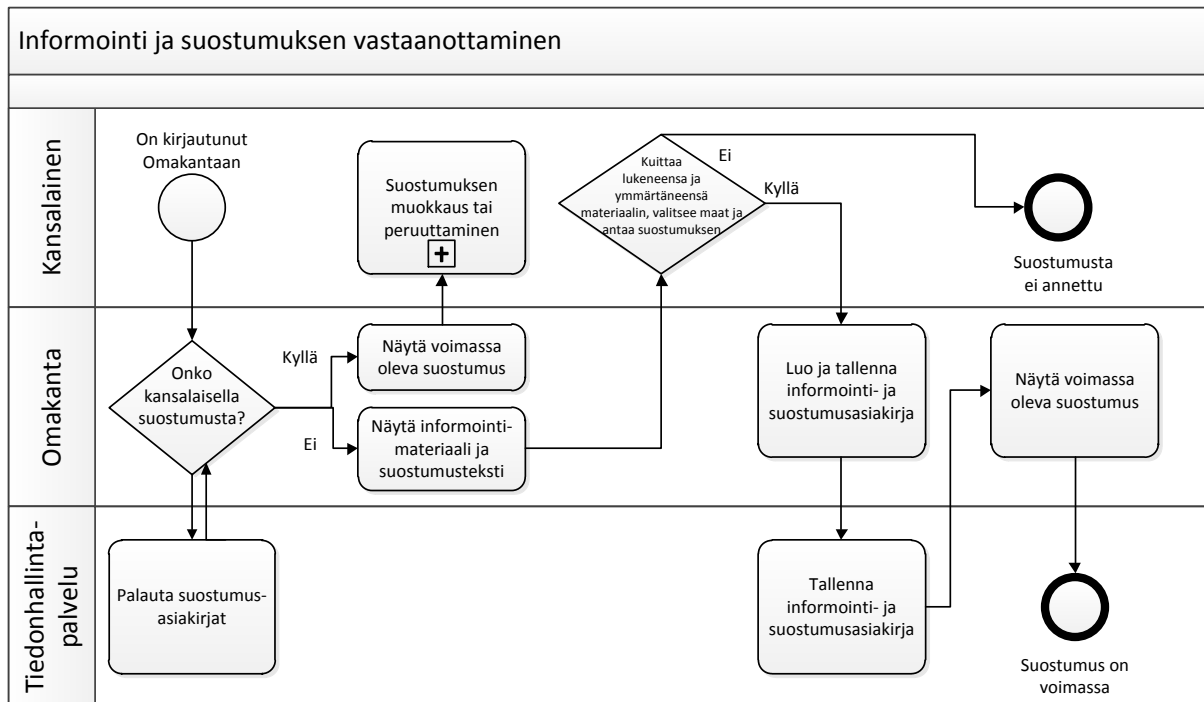 Informointi ja suostumuksen vastaanottaminen
Kansalainen
On kirjautunut
Omakantaan
Suostumuksen
muokkaus tai
peruuttaminen
Kuittaa
lukeneensa ja
ymmärtäneensä
materiaalin, valitsee maat ja
antaa suostumuksen
Ei
Kyllä
Suostumusta
ei annettu
Omakanta
Onko
kansalaisella
suostumusta?
Kyllä
Ei
Näytä voimassa
oleva suostumus
Näytä informointi-
materiaali ja
suostumusteksti
Luo ja tallenna
informointi- ja
suostumusasiakirja
Näytä voimassa
oleva suostumus
Tiedonhallinta-
palvelu
Palauta suostumus-
asiakirjat
Tallenna
informointi- ja
suostumusasiakirja
Suostumus on
voimassa